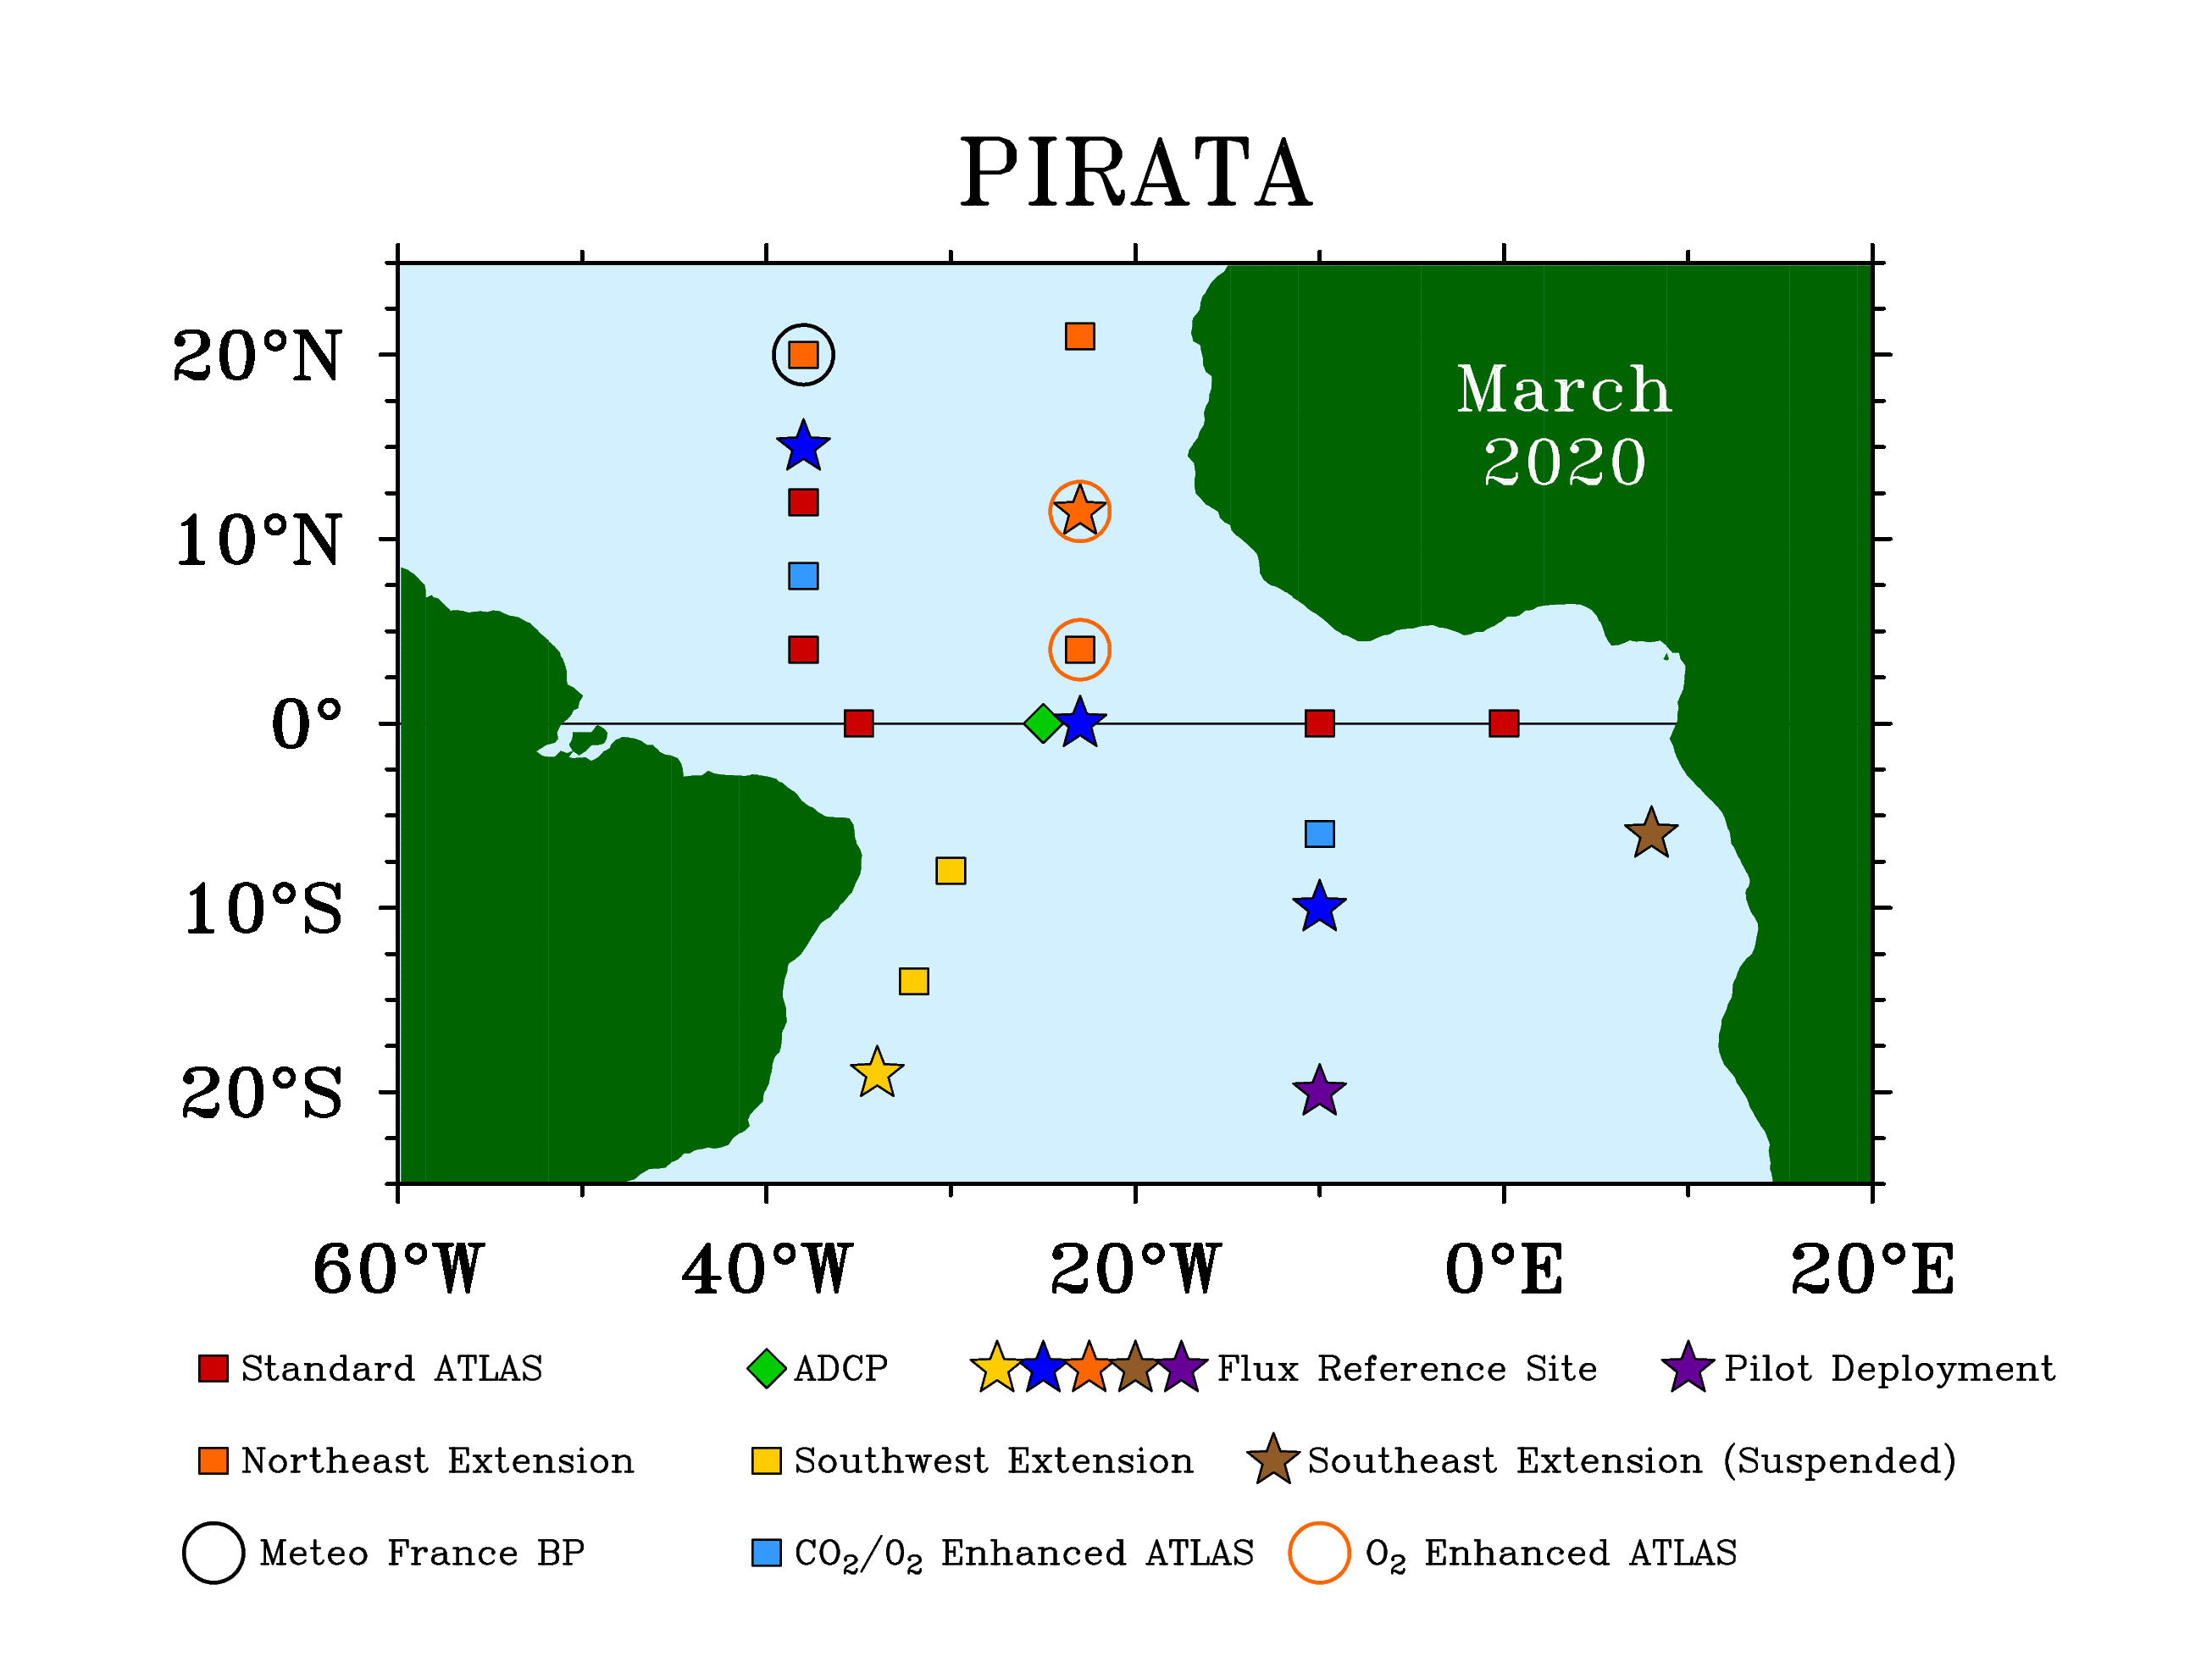 PIRATA
March
2020
20°N
10°N
0°
10°S
20°S
60°W 40°W 20°W 0°E 20°E
Standard ATLAS ADCP Flux Reference Site Pilot Deployment
Northeast Extension Southwest Extension Southeast Extension (Suspended)
Meteo France BP CO₂/O₂ Enhanced ATLAS O₂ Enhanced ATLAS